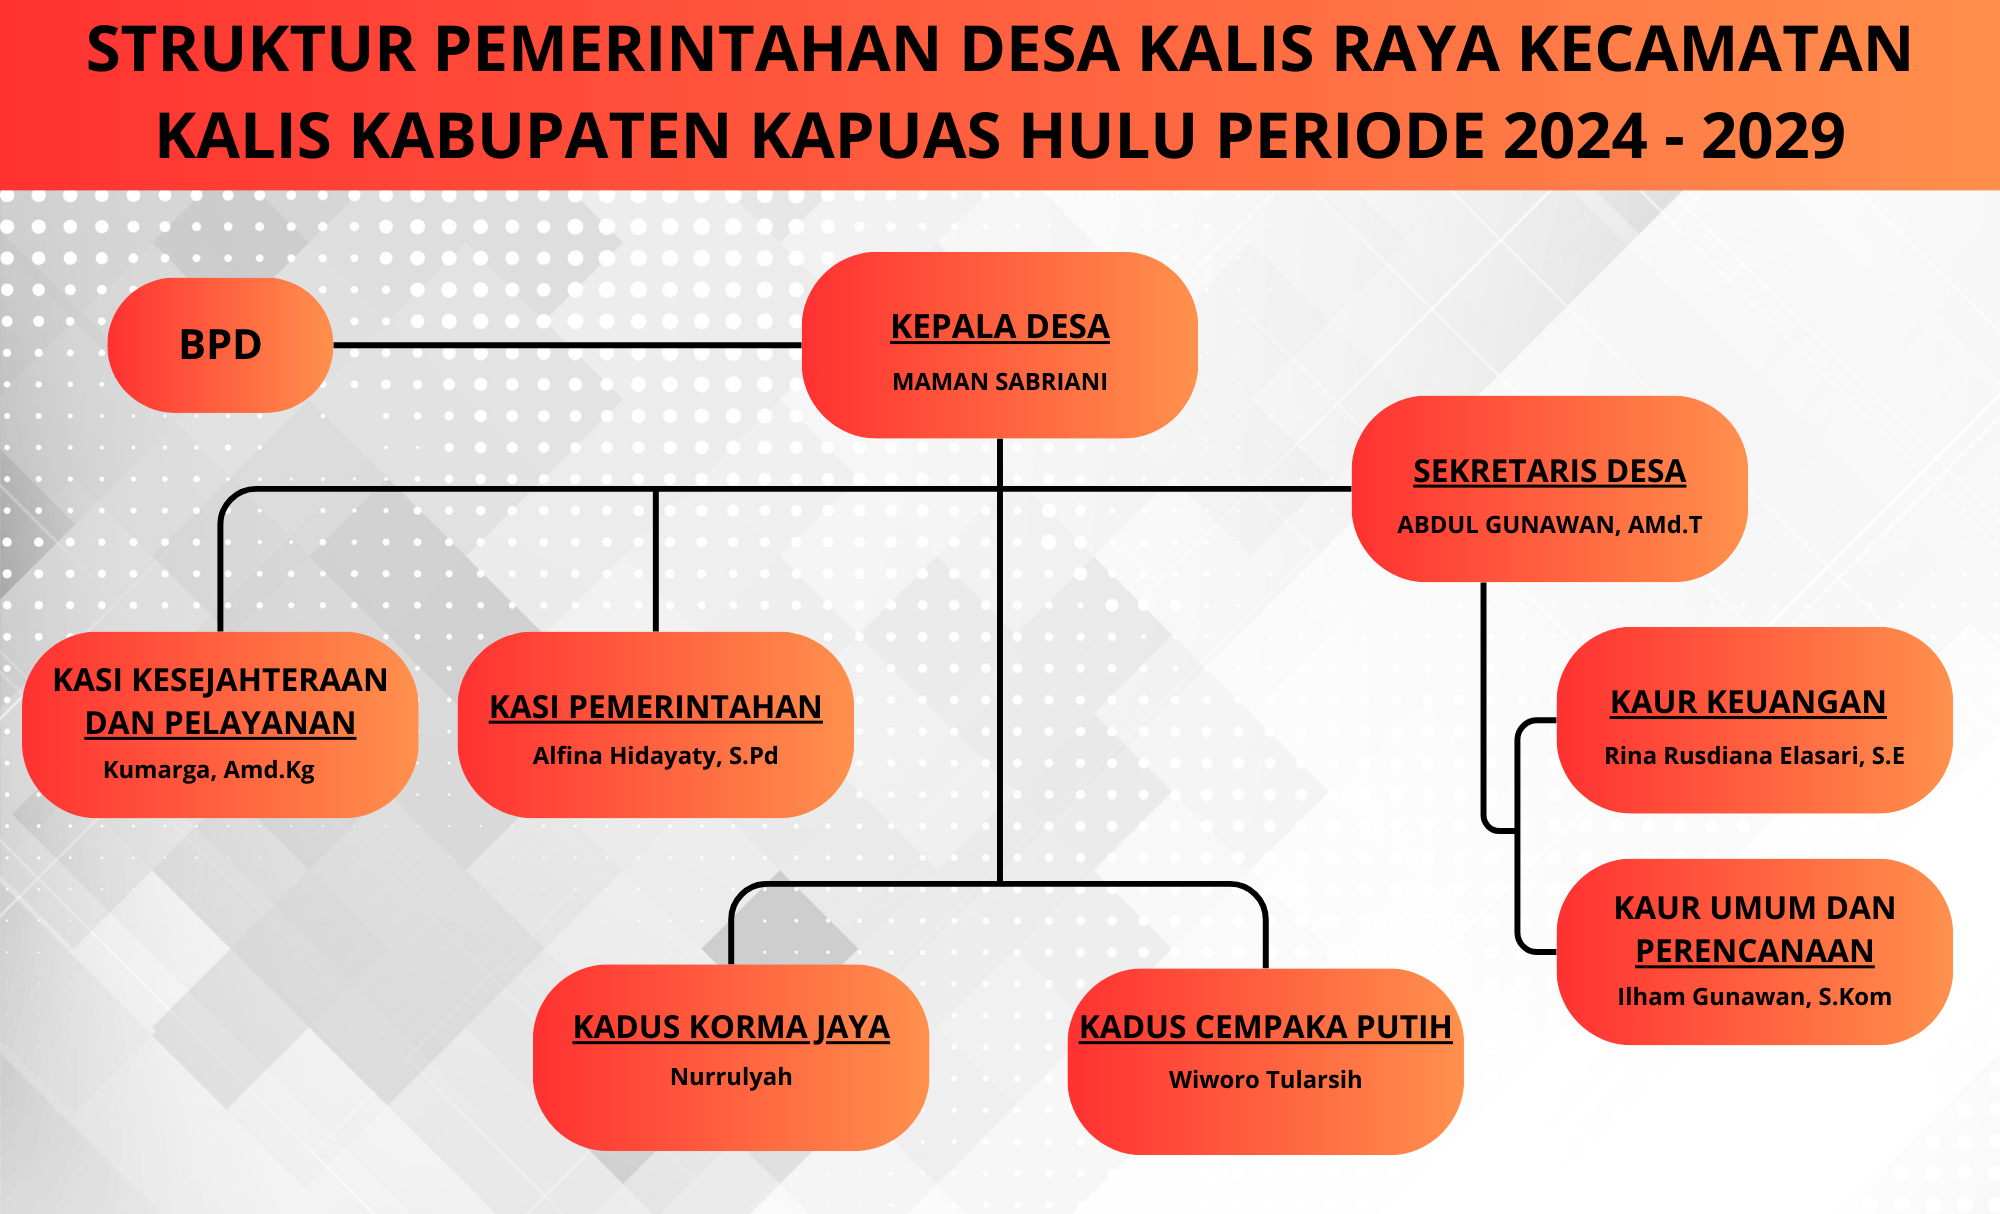 STRUKTUR PEMERINTAHAN DESA KALIS RAYA KECAMATAN
KALIS KABUPATEN KAPUAS HULU PERIODE 2024 - 2029
BPD
KEPALA DESA
MAMAN SABRIANI
SEKRETARIS DESA
ABDUL GUNAWAN, AMd.T
KASI KESEJAHTERAAN
DAN PELAYANAN
Kumarga, Amd.Kg
KASI PEMERINTAHAN
Alfina Hidayaty, S.Pd
KAUR KEUANGAN
Rina Rusdiana Elasari, S.E
KAUR UMUM DAN
PERENCANAAN
Ilham Gunawan, S.Kom
KADUS KORMA JAYA
Nurrulyah
KADUS CEMPAKA PUTIH
Wiworo Tularsih